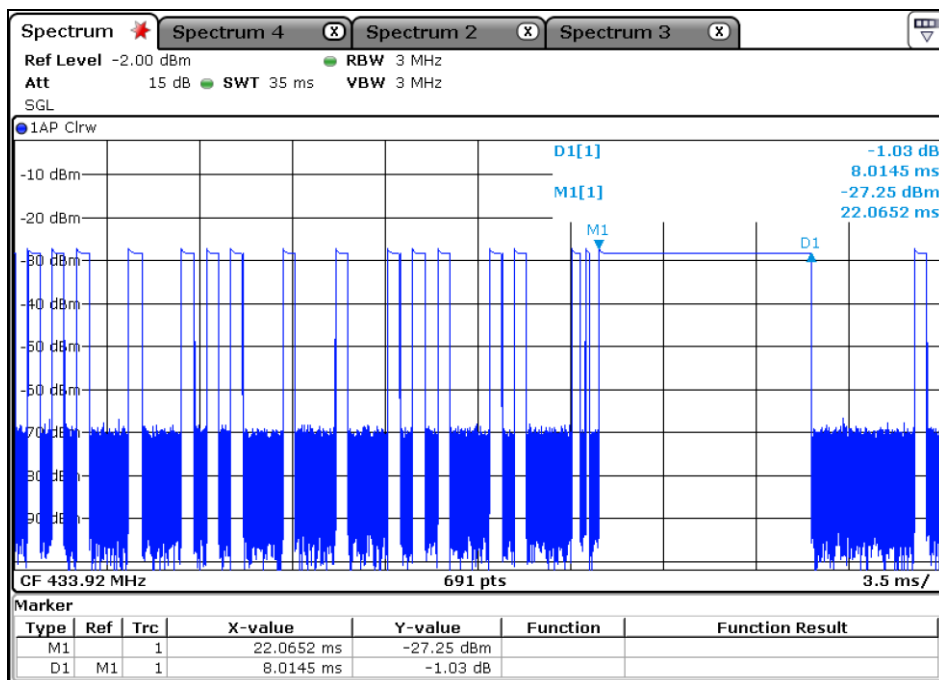 Spectrum Spectrum 4 X Spectrum 2 X Spectrum 3 X
Ref Level -2.00 dBm RBW 3 MHz
Att 15 dB SWT 35 ms VBW 3 MHz
SGL
1AP Clrw
D1[1] -1.03 dB
8.0145 ms
M1[1] -27.25 dBm
22.0652 ms
-10 dBm
-20 dBm
M1
D1
-30 dBm
-40 dBm
-50 dBm
-60 dBm
-70 dBm
-80 dBm
-90 dBm
CF 433.92 MHz 691 pts 3.5 ms/
Marker
Type Ref Trc X-value Y-value Function Function Result
M1 1 22.0652 ms -27.25 dBm
D1 M1 1 8.0145 ms -1.03 dB